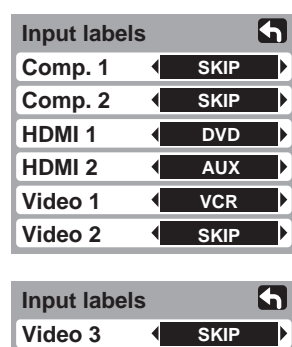 Input labels
Comp. 1 SKIP
Comp. 2 SKIP
HDMI 1 DVD
HDMI 2 AUX
Video 1 VCR
Video 2 SKIP
Input labels
Video 3 SKIP